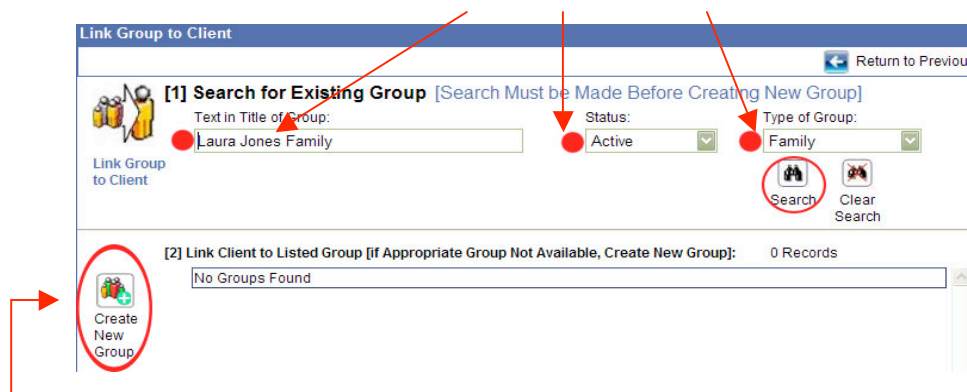 Link Group to Client
Return to Previou
[1] Search for Existing Group [Search Must be Made Before Creating New Group]
Text in Title of Group:
Status:
Type of Group:
Laura Jones Family
Active
Family
Link Group
to Client
Search
Clear
Search
[2] Link Client to Listed Group [if Appropriate Group Not Available, Create New Group]:
0 Records
No Groups Found
Create
New
Group